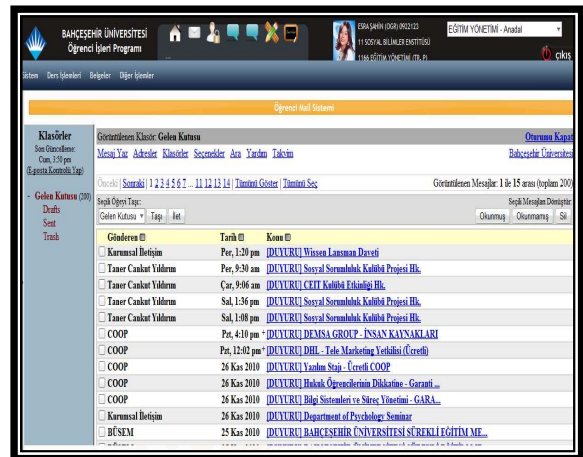 BAHÇEŞEHİR ÜNİVERSİTESİ
Öğrenci İşleri Programı
ESRA ŞAHİN (OGR) 0922123
11 SOSYAL BİLİMLER ENSTİTÜSÜ
1166 EĞİTİM YÖNETİMİ (TR, P)
EĞİTİM YÖNETİMİ - Anadal
çıkış
istem Ders İşlemleri Belgeler Diğer İşlemler
Öğrenci Mail Sistemi
Klasörler
Son Güncelleme:
Cum, 3:50 pm
(E-posta Kontrolü Yap)
- Gelen Kutusu (200)
Drafts
Sent
Trash
Görüntülenen Klasör: Gelen Kutusu
Oturumu Kapat
Mesaj Yaz Adresler Klasörler Seçenekler Ara Yardım Takvim
Bahçeşehir Üniversitesi
Önceki | Sonraki | 1 2 3 4 5 6 7 ... 11 12 13 14 | Tümünü Göster | Tümünü Seç
Görüntülenen Mesajlar: 1 ile 15 arası (toplam 200)
Seçili Öğeyi Taşı:
Seçili Mesajları Dönüştür:
Gelen Kutusu Taşı İlet
Okunmuş Okunmamış Sil
Gönderen Tarih Konu
Kurumsal İletişim Per, 1:20 pm [DUYURU] Wissen Lansman Daveti
Taner Cankut Yıldırım Per, 9:30 am [DUYURU] Sosyal Sorumluluk Kulübü Projesi Hk.
Taner Cankut Yıldırım Çar, 9:06 am [DUYURU] CEIT Kulübü Etkinliği Hk.
Taner Cankut Yıldırım Sal, 1:36 pm [DUYURU] Sosyal Sorumluluk Kulübü Projesi Hk.
Taner Cankut Yıldırım Sal, 1:08 pm [DUYURU] Sosyal Sorumluluk Kulübü Projesi Hk.
COOP Pzt, 4:10 pm + [DUYURU] DEMSA GROUP - İNSAN KAYNAKLARI
COOP Pzt, 12:02 pm + [DUYURU] DHL - Tele Marketing Yetkilisi (Ücretli)
COOP 26 Kas 2010 [DUYURU] Yazılım Stajı - Ücretli COOP
COOP 26 Kas 2010 [DUYURU] Hukuk Öğrencilerinin Dikkatine - Garanti ...
COOP 26 Kas 2010 [DUYURU] Bilgi Sistemleri ve Süreç Yönetimi - GARA...
Kurumsal İletişim 26 Kas 2010 [DUYURU] Department of Psychology Seminar
BÜSEM 25 Kas 2010 [DUYURU] BAHÇEŞEHİR ÜNİVERSİTESİ SÜREKLİ EĞİTİM ME...